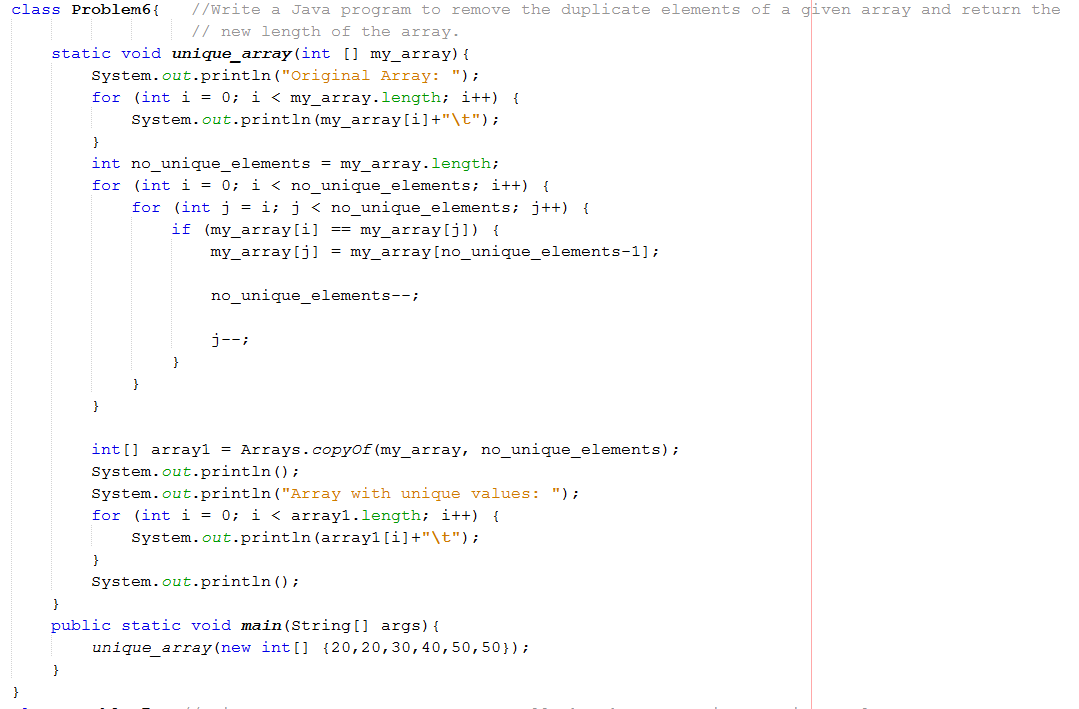 class Problem6{ //Write a Java program to remove the duplicate elements of a given array and return the
// new length of the array.
static void unique_array(int [] my_array){
System.out.println("Original Array: ");
for (int i = 0; i < my_array.length; i++) {
System.out.println(my_array[i]+"\t");
}
int no_unique_elements = my_array.length;
for (int i = 0; i < no_unique_elements; i++) {
for (int j = i; j < no_unique_elements; j++) {
if (my_array[i] == my_array[j]) {
my_array[j] = my_array[no_unique_elements-1];
no_unique_elements--;
j--;
}
}
}
int[] array1 = Arrays.copyOf(my_array, no_unique_elements);
System.out.println();
System.out.println("Array with unique values: ");
for (int i = 0; i < array1.length; i++) {
System.out.println(array1[i]+"\t");
}
System.out.println();
}
public static void main(String[] args){
unique_array(new int[] {20,20,30,40,50,50});
}
}